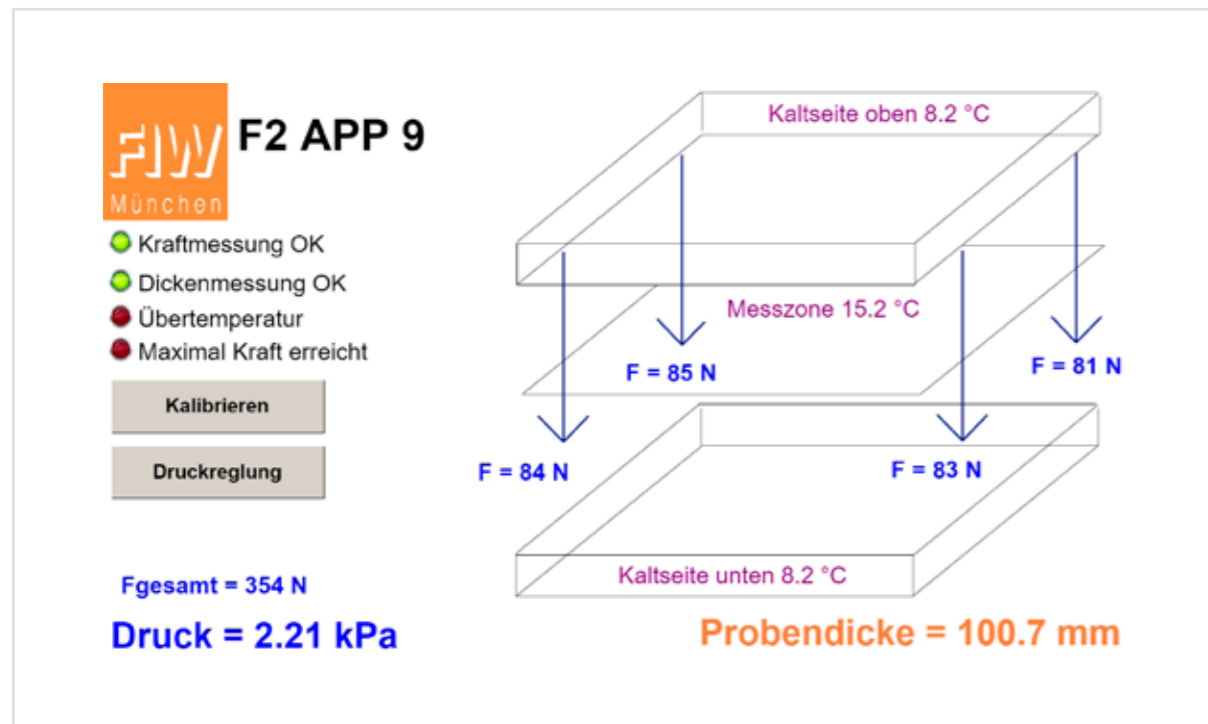 FIW
München
F2 APP 9
Kraftmessung OK
Dickenmessung OK
Übertemperatur
Maximal Kraft erreicht
Kalibrieren
Druckreglung
Fgesamt = 354 N
Druck = 2.21 kPa
Kaltseite oben 8.2 °C
Messzone 15.2 °C
F = 85 N
F = 81 N
F = 84 N
F = 83 N
Kaltseite unten 8.2 °C
Probendicke = 100.7 mm